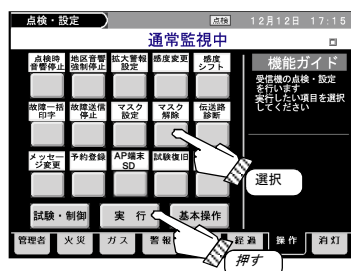 点検・設定 点検 12月12日 17:15
通常監視中
点検時音響停止 地区音響強制停止 拡大警報設定 感度変更 感度シフト
機能ガイド
受信機の点検・設定
を行います
実行したい項目を選択
してください
故障一括印字 故障送信停止 マスク設定 マスク解除 伝送路診断
メッセージ変更 予約登録 AP端末SD 試験復旧
選択
試験・制御 実行 基本操作
管理者 火災 ガス 警報 経過 操作 消灯
押す